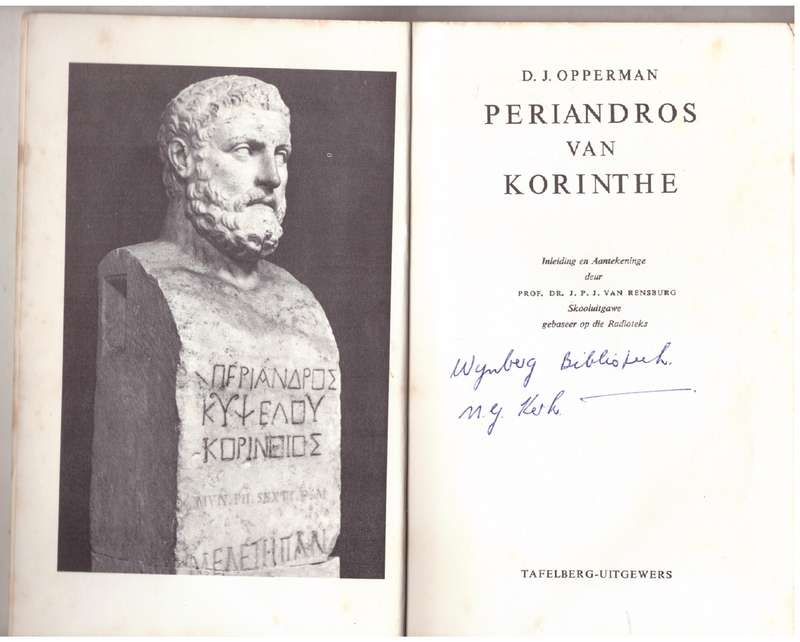 ΠΕΡΙΑΝΔΡΟΣ
ΚΥΨΕΛΟΥ
ΚΟΡΙΝΘΙΟΣ
ΜΕΛΕΤΗ ΠΑΝ
D. J. OPPERMAN
PERIANDROS
VAN
KORINTHE
Inleiding en Aantekeninge
deur
PROF. DR. J. P. J. VAN RENSBURG
Skooluitgawe
gebaseer op die Radioteks
Wynberg Biblioteek.
N.G. Kerk
TAFELBERG-UITGEWERS